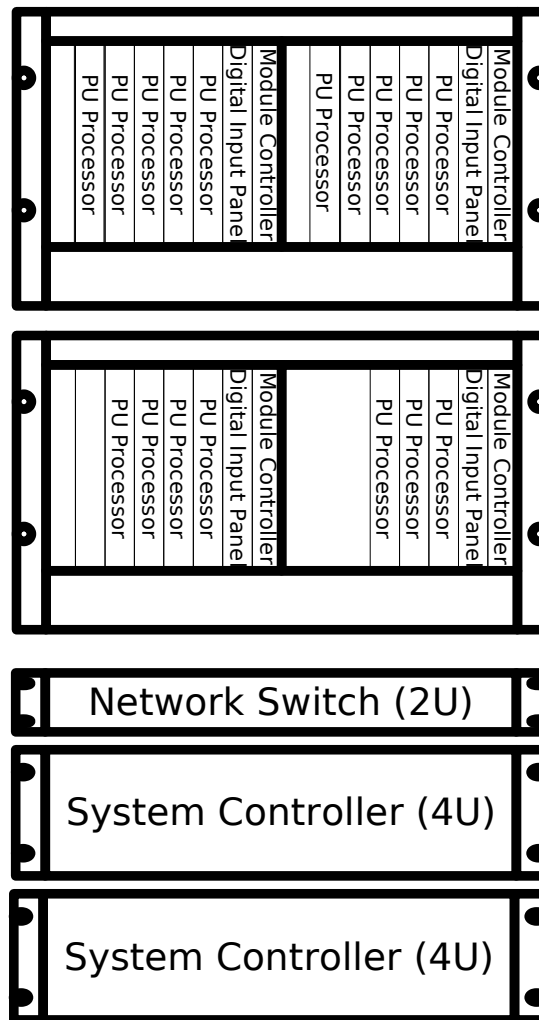 PU Processor
PU Processor
PU Processor
PU Processor
PU Processor
Digital Input Panel
Module Controller
PU Processor
PU Processor
PU Processor
PU Processor
PU Processor
Digital Input Panel
Module Controller
PU Processor
PU Processor
PU Processor
PU Processor
Digital Input Panel
Module Controller
PU Processor
PU Processor
PU Processor
Digital Input Panel
Module Controller
Network Switch (2U)
System Controller (4U)
System Controller (4U)